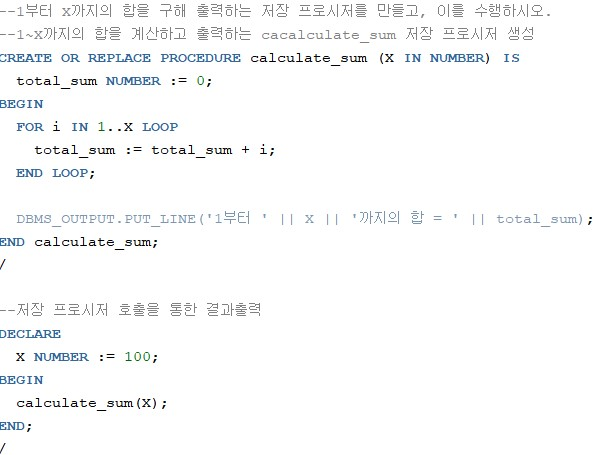 --1부터 X까지의 합을 구해 출력하는 저장 프로시저를 만들고, 이를 수행하시오.
--1~x까지의 합을 계산하고 출력하는 cacalculate_sum 저장 프로시저 생성
CREATE OR REPLACE PROCEDURE calculate_sum (X IN NUMBER) IS
  total_sum NUMBER := 0;
BEGIN
  FOR i IN 1..X LOOP
    total_sum := total_sum + i;
  END LOOP;

  DBMS_OUTPUT.PUT_LINE('1부터 ' || X || '까지의 합 = ' || total_sum);
END calculate_sum;
/

--저장 프로시저 호출을 통한 결과출력
DECLARE
  X NUMBER := 100;
BEGIN
  calculate_sum(X);
END;
/